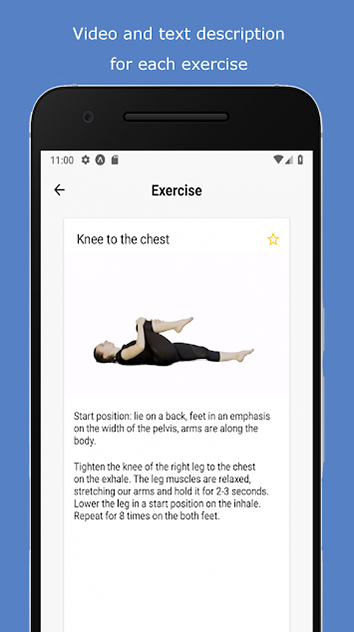 Video and text description
for each exercise
11:00
Exercise
Knee to the chest
Start position: lie on a back, feet in an emphasis
on the width of the pelvis, arms are along the
body.
Tighten the knee of the right leg to the chest
on the exhale. The leg muscles are relaxed,
stretching our arms and hold it for 2-3 seconds.
Lower the leg in a start position on the inhale.
Repeat for 8 times on the both feet.